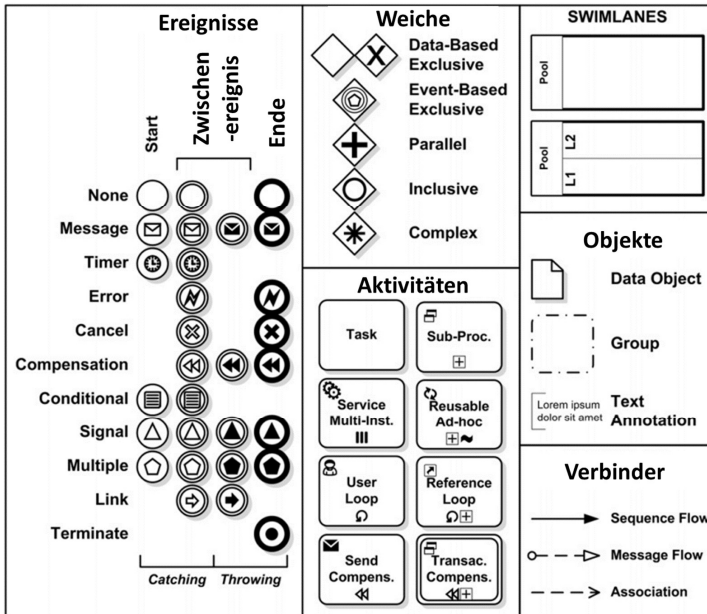 Ereignisse
Start
Zwischen
-ereignis
Ende
None
Message
Timer
Error
Cancel
Compensation
Conditional
Signal
Multiple
Link
Terminate
Catching
Throwing
Weiche
X
Data-Based
Exclusive
Event-Based
Exclusive
Parallel
Inclusive
Complex
Aktivitäten
Task
Sub-Proc.
Service
Multi-Inst.
Reusable
Ad-hoc
User
Loop
Reference
Loop
Send
Compens.
Transac.
Compens.
SWIMLANES
Pool
Pool
L2
L1
Objekte
Data Object
Group
Lorem ipsum
dolor sit amet
Text
Annotation
Verbinder
Sequence Flow
Message Flow
Association